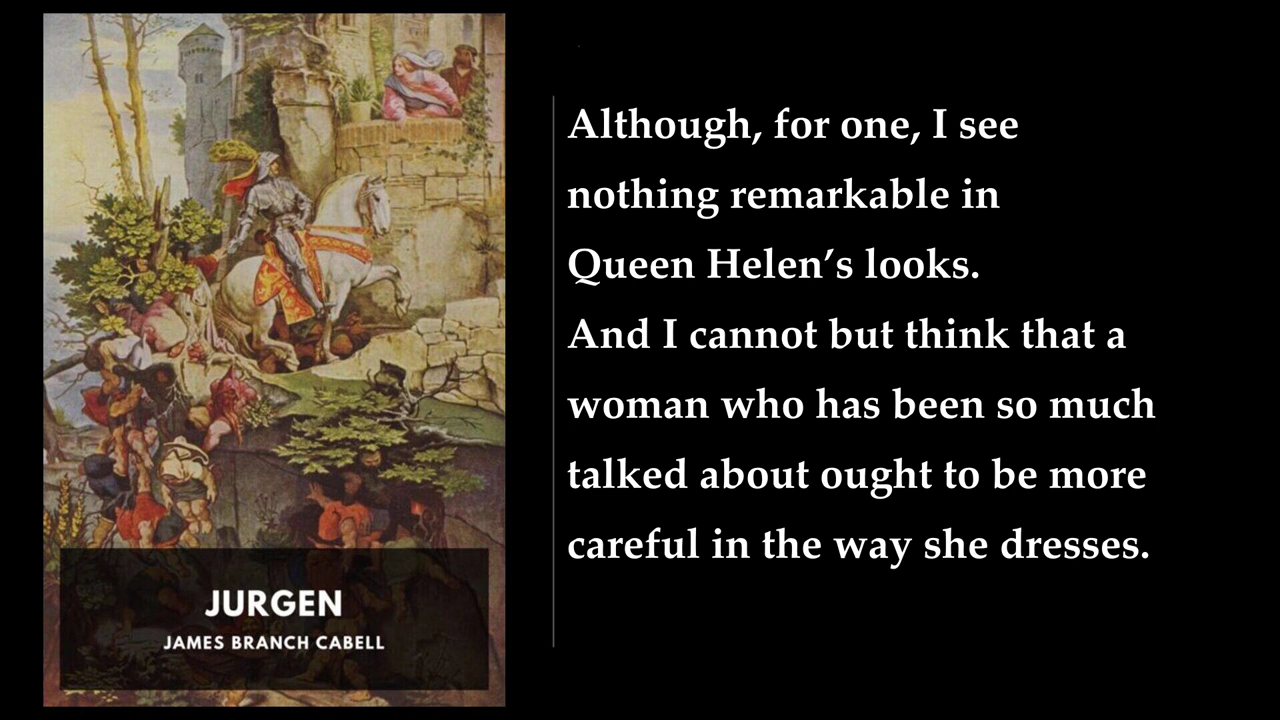 Although, for one, I see
nothing remarkable in
Queen Helen’s looks.
And I cannot but think that a
woman who has been so much
talked about ought to be more
careful in the way she dresses.
JURGEN
JAMES BRANCH CABELL